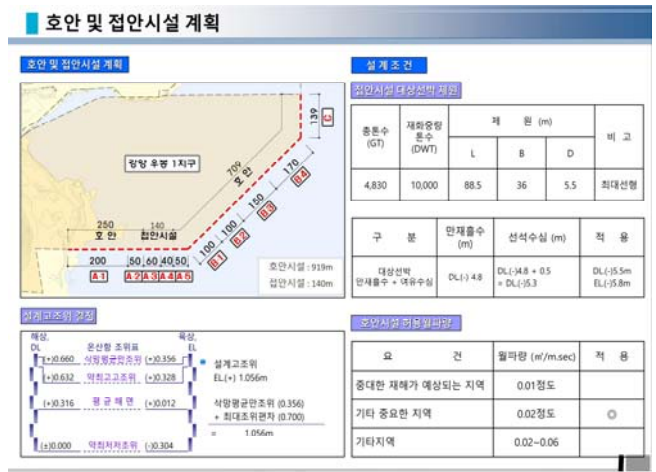 호안 및 접안시설 계획
호안 및 접안시설 계획
139
C
709
호 안
170
B4
강양 우봉 1지구
150
B3
250
호 안
140
접안시설
100
B2
100
B1
200
50
60
40
50
A1
A2
A3
A4
A5
호안시설 : 919m
접안시설 : 140m
설계고조위 결정
해상, DL
온산항 조위표
육상, EL
(+)0.660 삭망평균만조위 (+)0.356
(+)0.632 약최고고조위 (+)0.328
(+)0.316 평균해면 (+)0.012
(±)0.000 약최저저조위 (-)0.304
설계고조위
EL.(+) 1.056m
삭망평균만조위 (0.356)
+ 최대조위편차 (0.700)
= 1.056m
설계조건
접안시설 대상선박 제원
총톤수 (GT)
재화중량톤수 (DWT)
제 원 (m)
비 고
L B D
4,830 10,000 88.5 36 5.5 최대선형
구 분
만재흘수 (m)
선석수심 (m)
적 용
대상선박
만재흘수 + 여유수심
DL(-) 4.8
DL(-)4.8 + 0.5
= DL(-)5.3
DL(-)5.5m
EL(-)5.8m
호안시설 허용월파량
요 건 월파량 (㎥/m.sec) 적 용
중대한 재해가 예상되는 지역 0.01정도
기타 중요한 지역 0.02정도 ◎
기타지역 0.02~0.06